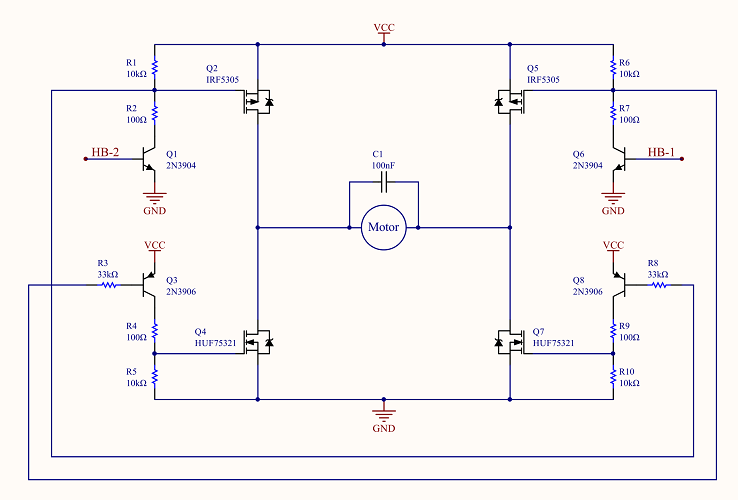 VCC
R1
10kΩ
Q2
IRF5305
Q5
IRF5305
R6
10kΩ
R2
100Ω
R7
100Ω
HB-2
Q1
2N3904
C1
100nF
Q6
2N3904
HB-1
GND
GND
Motor
VCC
VCC
R3
33kΩ
Q3
2N3906
Q8
2N3906
R8
33kΩ
R4
100Ω
Q4
HUF75321
Q7
HUF75321
R9
100Ω
R5
10kΩ
R10
10kΩ
GND